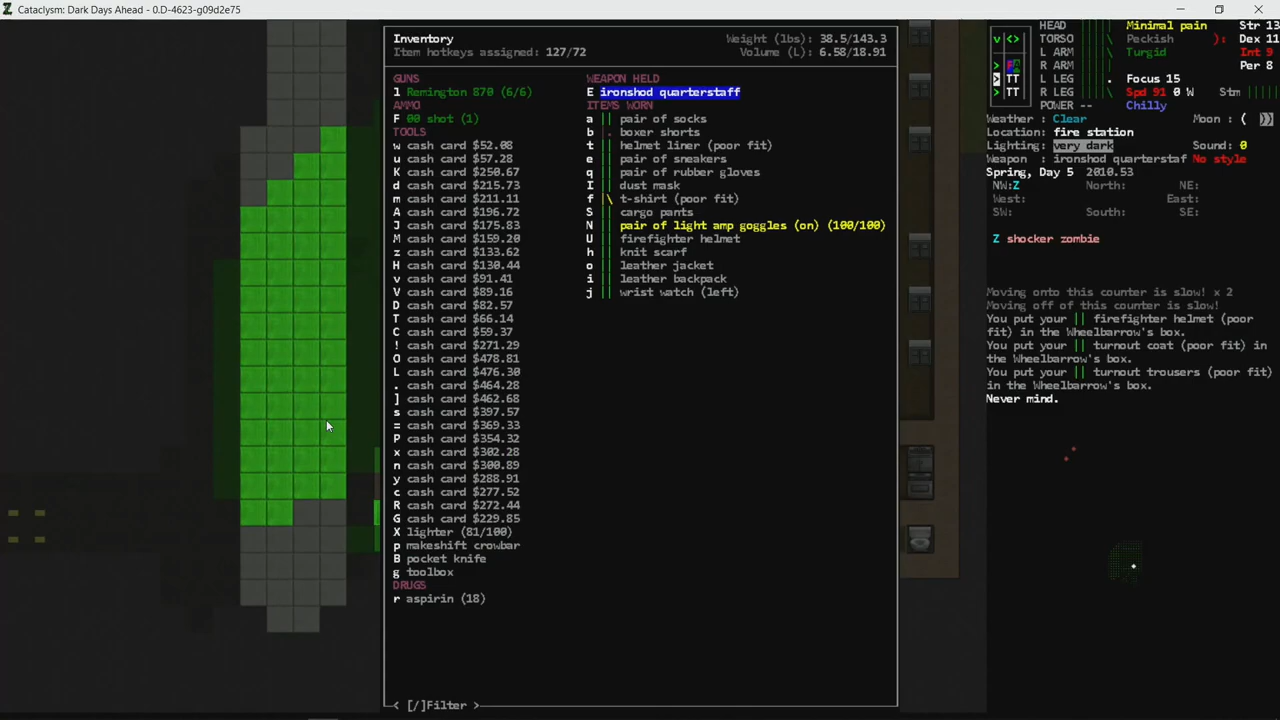 Cataclysm: Dark Days Ahead - 0.D-4623-g09d2e75
Inventory
Weight (lbs): 38.5/143.3
Item hotkeys assigned: 127/72
Volume (L): 6.58/18.91
GUNS
l Remington 870 (6/6)
AMMO
F 00 shot (1)
TOOLS
w cash card $52.08
u cash card $57.28
K cash card $250.67
d cash card $215.73
m cash card $211.11
A cash card $196.72
J cash card $175.83
M cash card $159.20
z cash card $133.62
H cash card $130.44
v cash card $91.41
W cash card $89.16
D cash card $82.57
T cash card $66.14
C cash card $59.37
! cash card $271.29
O cash card $478.81
L cash card $476.30
. cash card $464.28
] cash card $462.68
s cash card $397.57
= cash card $369.33
P cash card $354.32
x cash card $302.28
n cash card $300.89
y cash card $288.91
c cash card $277.52
R cash card $272.44
G cash card $229.85
X lighter (81/100)
p makeshift crowbar
B pocket knife
g toolbox
DRUGS
r aspirin (18)
WEAPON HELD
E ironshod quarterstaff
ITEMS WORN
a || pair of socks
b |. boxer shorts
t || helmet liner (poor fit)
e || pair of sneakers
q || pair of rubber gloves
I || dust mask
f |\ t-shirt (poor fit)
S || cargo pants
N || pair of light amp goggles (on) (100/100)
U || firefighter helmet
h || knit scarf
o || leather jacket
i || leather backpack
j || wrist watch (left)
< [/]Filter >
HEAD |||||\ Minimal pain Str 13
v <> TORSO |||||\ Peckish ): Dex 11
L ARM |||||\ Turgid Int 9
> R ARM |||||\ Per 8
> TT L LEG |||||. Focus 15
> TT R LEG |||||\ Spd 91 0 W Stm
POWER -- Chilly
Weather : Clear Moon : ( ))
Location: fire station
Lighting: very dark Sound: 0
Weapon : ironshod quarterstaf No style
Spring, Day 5 2010.53
NW:Z North: NE:
West: East:
SW: South: SE:
Z shocker zombie
Moving onto this counter is slow! x 2
Moving off of this counter is slow!
You put your || firefighter helmet (poor
fit) in the Wheelbarrow's box.
You put your || turnout coat (poor fit) in
the Wheelbarrow's box.
You put your || turnout trousers (poor fit)
in the Wheelbarrow's box.
Never mind.